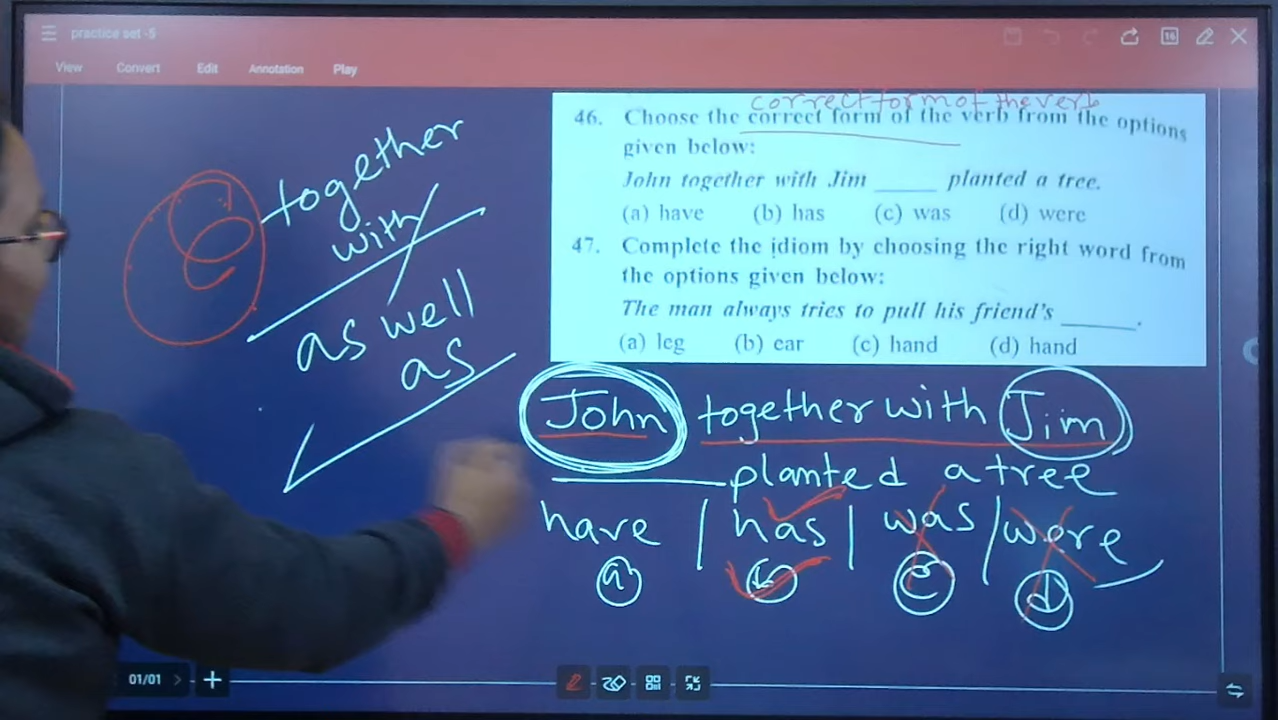 practice set -5
16
View Convert Edit Annotation Play
correct form of the verb
46. Choose the correct form of the verb from the options
given below:
John together with Jim ______ planted a tree.
(a) have (b) has (c) was (d) were
47. Complete the idiom by choosing the right word from
the options given below:
The man always tries to pull his friend's _______.
(a) leg (b) ear (c) hand (d) hand
together
with
as well
as
John together with Jim
______ planted a tree
have | has | was | were
a b c d
01/01